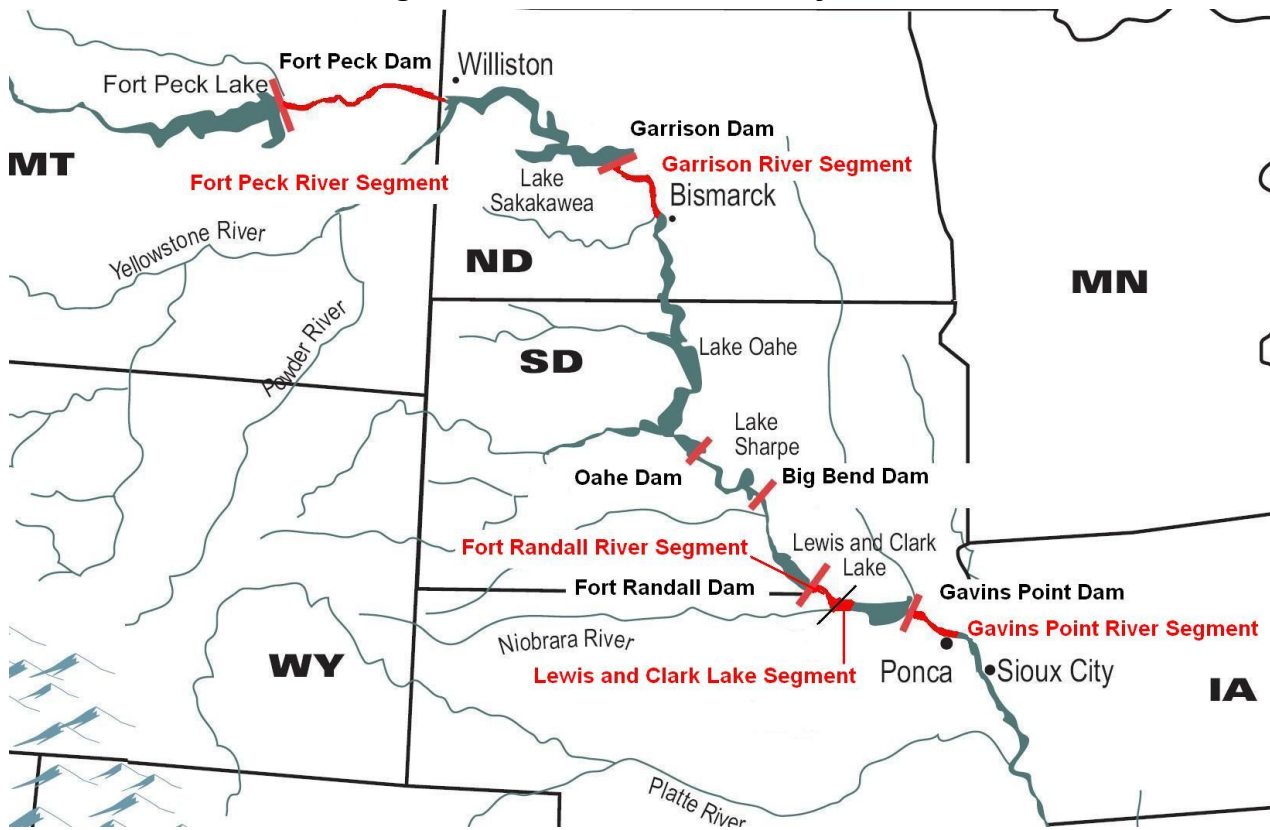 Fort Peck Dam
Williston
Fort Peck Lake
Garrison Dam
MT
Garrison River Segment
Fort Peck River Segment
Lake
Sakakawea
Bismarck
Yellowstone River
ND
MN
Powder River
Lake Oahe
SD
Lake
Sharpe
Oahe Dam
Big Bend Dam
Fort Randall River Segment
Lewis and Clark
Lake
Fort Randall Dam
Gavins Point Dam
Niobrara River
Gavins Point River Segment
WY
Lewis and Clark Lake Segment
Ponca
Sioux City
IA
Platte River